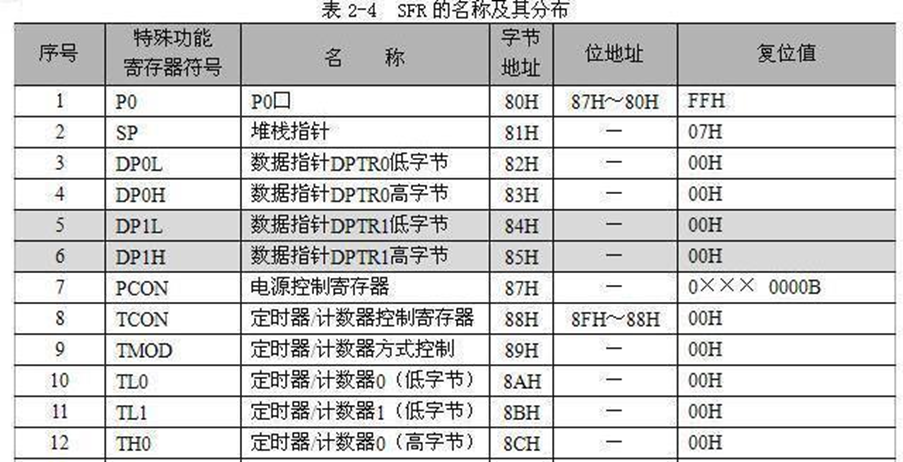 表 2-4 SFR 的名称及其分布
序号 特殊功能寄存器符号 名 称 字节地址 位地址 复位值
1 P0 P0口 80H 87H～80H FFH
2 SP 堆栈指针 81H — 07H
3 DP0L 数据指针DPTR0低字节 82H — 00H
4 DP0H 数据指针DPTR0高字节 83H — 00H
5 DP1L 数据指针DPTR1低字节 84H — 00H
6 DP1H 数据指针DPTR1高字节 85H — 00H
7 PCON 电源控制寄存器 87H — 0××× 0000B
8 TCON 定时器/计数器控制寄存器 88H 8FH～88H 00H
9 TMOD 定时器/计数器方式控制 89H — 00H
10 TL0 定时器/计数器0（低字节） 8AH — 00H
11 TL1 定时器/计数器1（低字节） 8BH — 00H
12 TH0 定时器/计数器0（高字节） 8CH — 00H